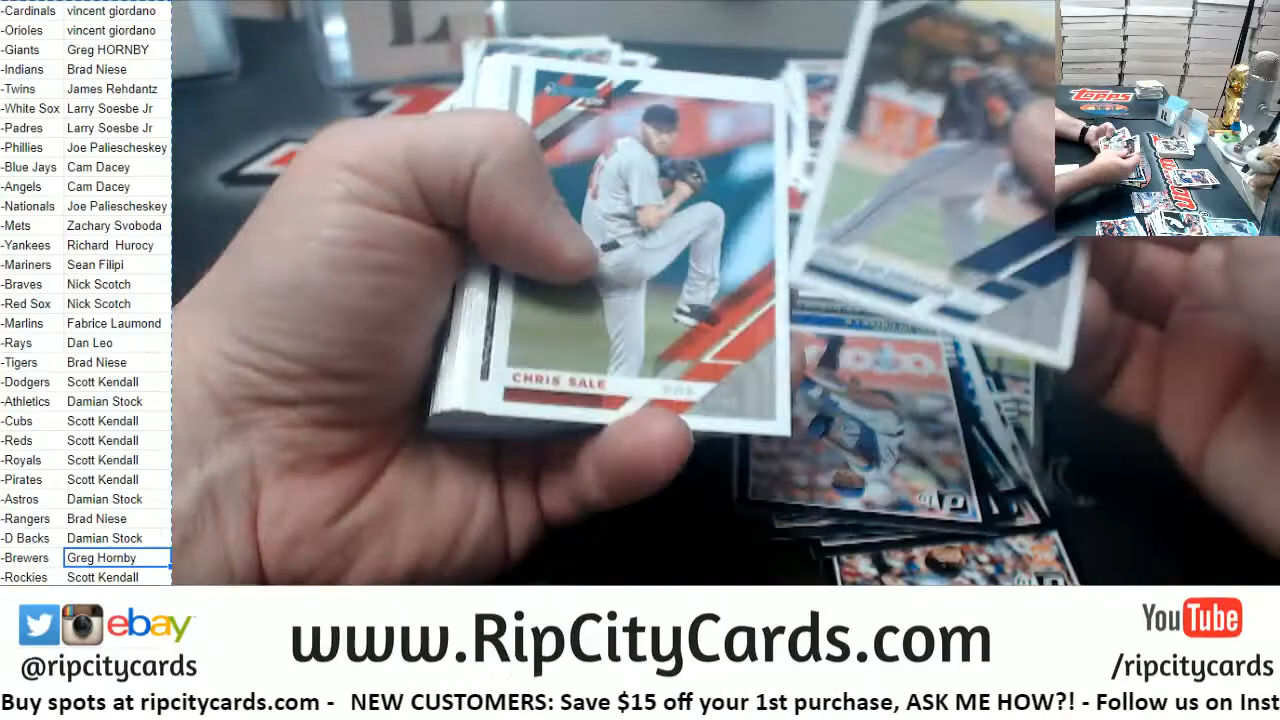 -Cardinals vincent giordano
-Orioles vincent giordano
-Giants Greg HORNBY
-Indians Brad Niese
-Twins James Rehdantz
-White Sox Larry Soesbe Jr
-Padres Larry Soesbe Jr
-Phillies Joe Paliescheskey
-Blue Jays Cam Dacey
-Angels Cam Dacey
-Nationals Joe Paliescheskey
-Mets Zachary Svoboda
-Yankees Richard Hurocy
-Mariners Sean Filipi
-Braves Nick Scotch
-Red Sox Nick Scotch
-Marlins Fabrice Laumond
-Rays Dan Leo
-Tigers Brad Niese
-Dodgers Scott Kendall
-Athletics Damian Stock
-Cubs Scott Kendall
-Reds Scott Kendall
-Royals Scott Kendall
-Pirates Scott Kendall
-Astros Damian Stock
-Rangers Brad Niese
-D Backs Damian Stock
-Brewers Greg Hornby
-Rockies Scott Kendall
CHRIS SALE
Topps
ebay
@ripcitycards
www.RipCityCards.com
YouTube
/ripcitycards
Buy spots at ripcitycards.com - NEW CUSTOMERS: Save $15 off your 1st purchase, ASK ME HOW?! - Follow us on Inst